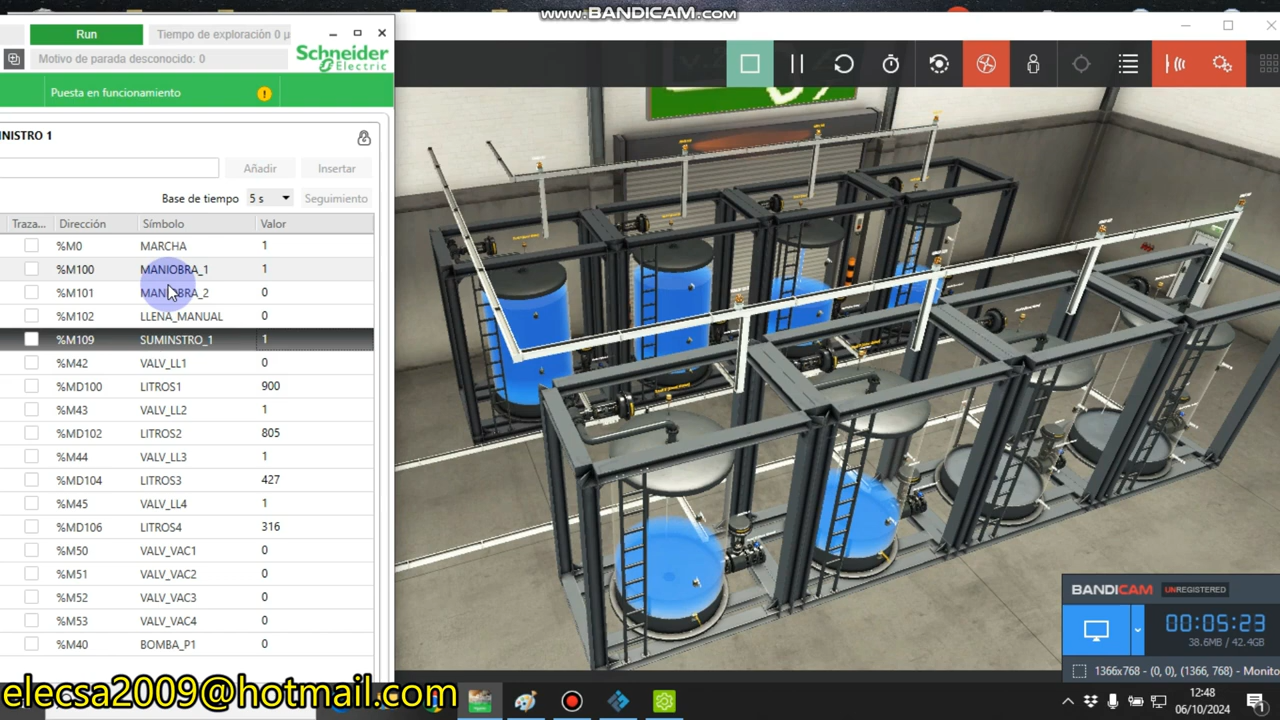 www.BANDICAM.com
Run
Tiempo de exploración 0 µ
Motivo de parada desconocido: 0
Schneider
Electric
Puesta en funcionamiento
NISTRO 1
Añadir
Insertar
Base de tiempo
5 s
Seguimiento
Traza... Dirección Símbolo Valor
%M0 MARCHA 1
%M100 MANIOBRA_1 1
%M101 MANIOBRA_2 0
%M102 LLENA_MANUAL 0
%M109 SUMINSTRO_1 1
%M42 VALV_LL1 0
%MD100 LITROS1 900
%M43 VALV_LL2 1
%MD102 LITROS2 805
%M44 VALV_LL3 1
%MD104 LITROS3 427
%M45 VALV_LL4 1
%MD106 LITROS4 316
%M50 VALV_VAC1 0
%M51 VALV_VAC2 0
%M52 VALV_VAC3 0
%M53 VALV_VAC4 0
%M40 BOMBA_P1 0
BANDICAM UNREGISTERED
00:05:23
38.6MB / 42.4GB
1366x768 - (0, 0), (1366, 768) - Monito
elecsa2009@hotmail.com
12:48
06/10/2024
1